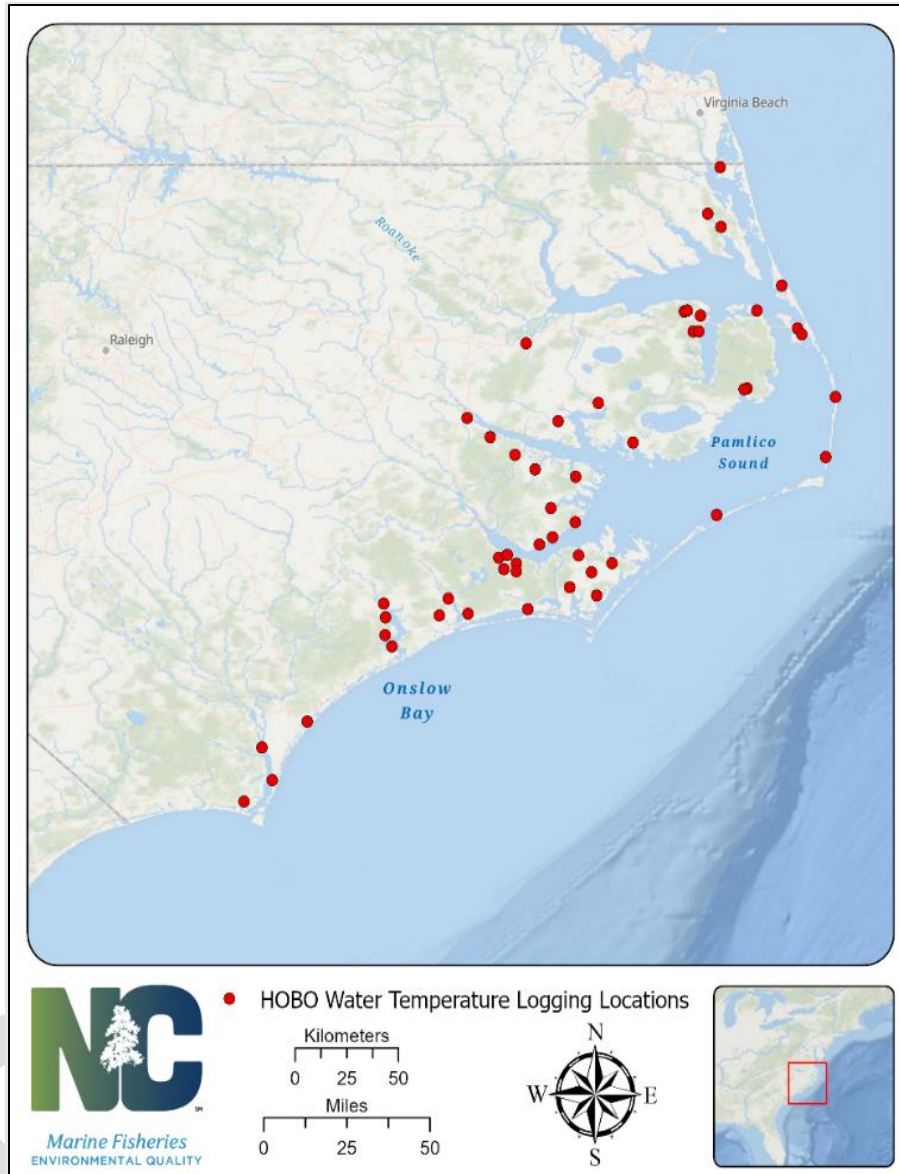 Virginia Beach
Roanoke
Raleigh
Pamlico
Sound
Onslow
Bay
NC
SM
Marine Fisheries
ENVIRONMENTAL QUALITY
HOBO Water Temperature Logging Locations
Kilometers
0 25 50
Miles
0 25 50
N
W E
S